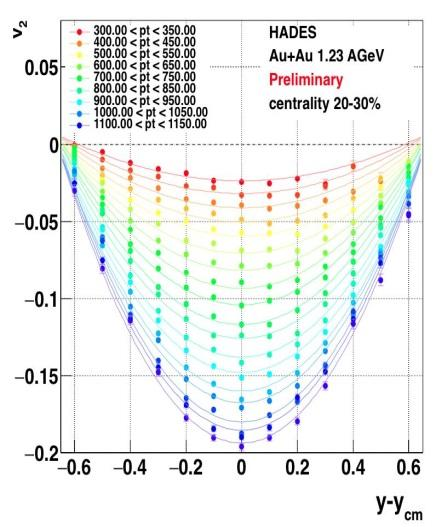 v2
300.00 < pt < 350.00
400.00 < pt < 450.00
500.00 < pt < 550.00
600.00 < pt < 650.00
700.00 < pt < 750.00
800.00 < pt < 850.00
900.00 < pt < 950.00
1000.00 < pt < 1050.00
1100.00 < pt < 1150.00
HADES
Au+Au 1.23 AGeV
Preliminary
centrality 20-30%
0.05
0
−0.05
−0.1
−0.15
−0.2
−0.6 −0.4 −0.2 0 0.2 0.4 0.6
y-ycm